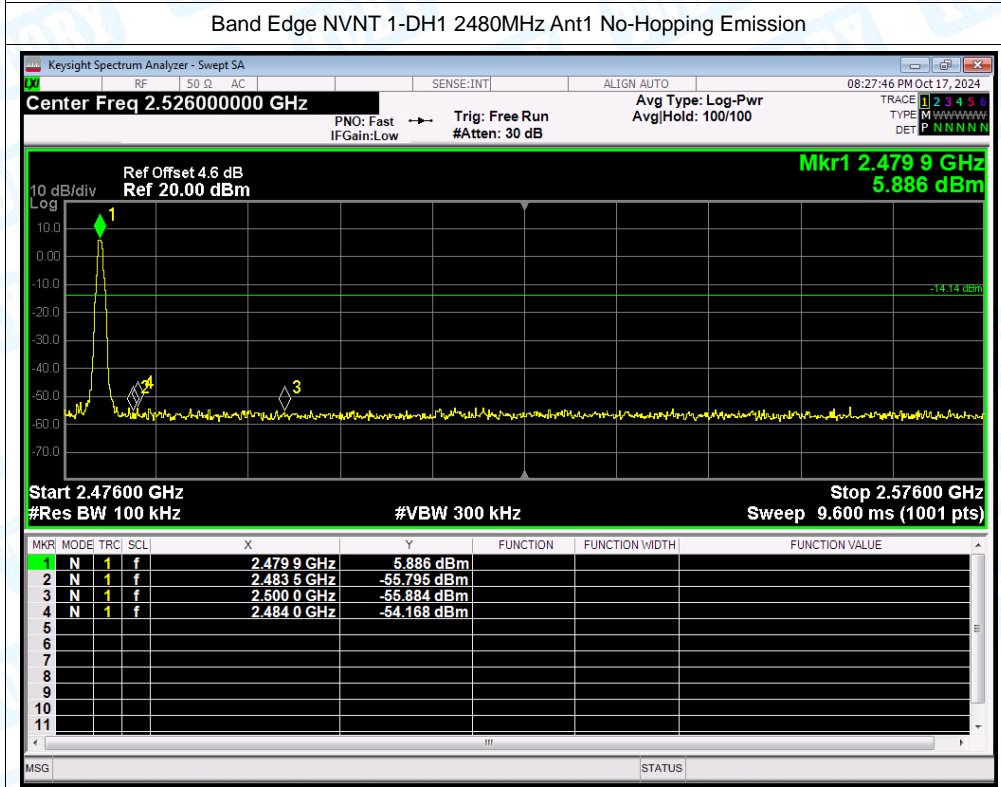 Band Edge NVNT 1-DH1 2480MHz Ant1 No-Hopping Emission
Keysight Spectrum Analyzer - Swept SA
LXI RF 50 Ω AC SENSE:INT ALIGN AUTO 08:27:46 PM Oct 17, 2024
Center Freq 2.526000000 GHz Avg Type: Log-Pwr TRACE 1 2 3 4 5 6
PNO: Fast Trig: Free Run Avg|Hold: 100/100 TYPE M WWWWW
IFGain:Low #Atten: 30 dB DET P N N N N N
Mkr1 2.479 9 GHz
5.886 dBm
Ref Offset 4.6 dB
10 dB/div Ref 20.00 dBm
Log
1
10.0
0.00
-10.0
-14.14 dBm
-20.0
-30.0
-40.0
2 4 3
-50.0
-60.0
-70.0
Start 2.47600 GHz Stop 2.57600 GHz
#Res BW 100 kHz #VBW 300 kHz Sweep 9.600 ms (1001 pts)
MKR MODE TRC SCL X Y FUNCTION FUNCTION WIDTH FUNCTION VALUE
1 N 1 f 2.479 9 GHz 5.886 dBm
2 N 1 f 2.483 5 GHz -55.795 dBm
3 N 1 f 2.500 0 GHz -55.884 dBm
4 N 1 f 2.484 0 GHz -54.168 dBm
5
6
7
8
9
10
11
MSG STATUS